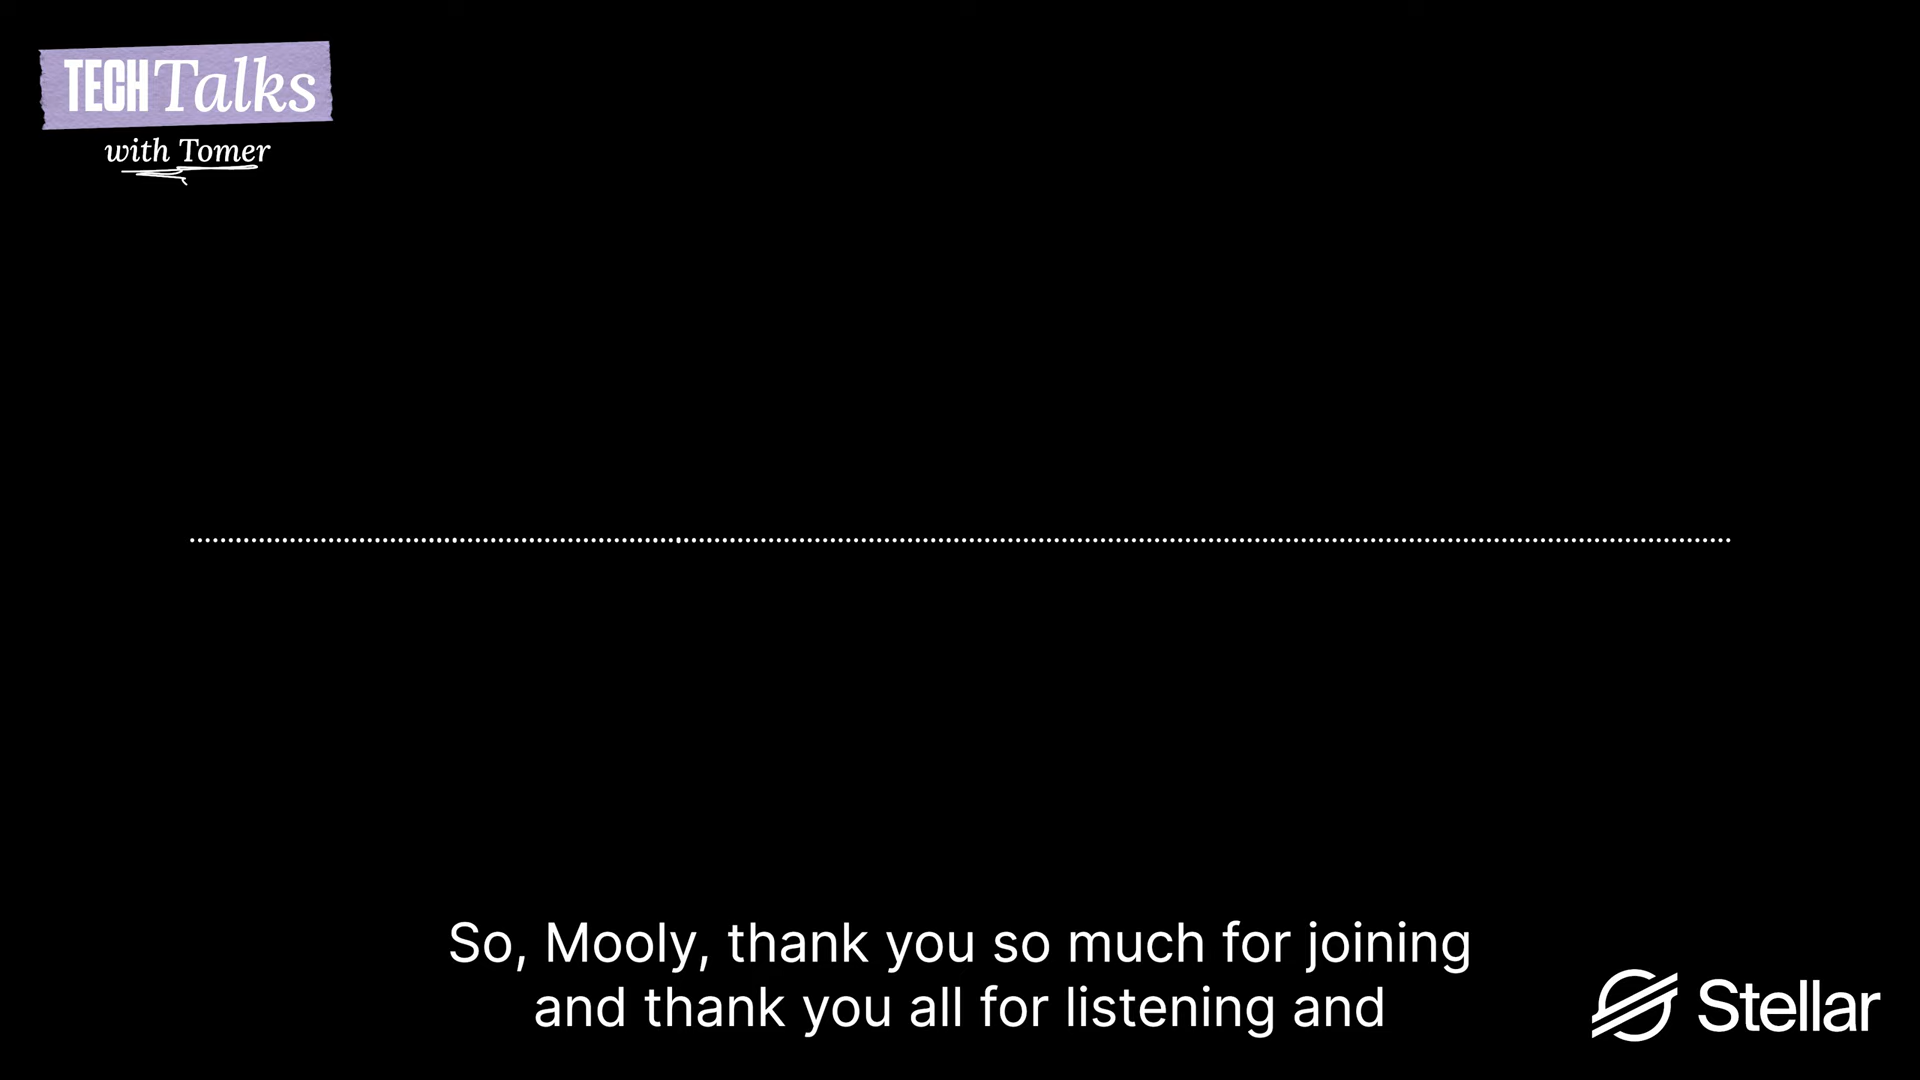 TECH Talks
with Tomer
So, Mooly, thank you so much for joining
and thank you all for listening and
Stellar